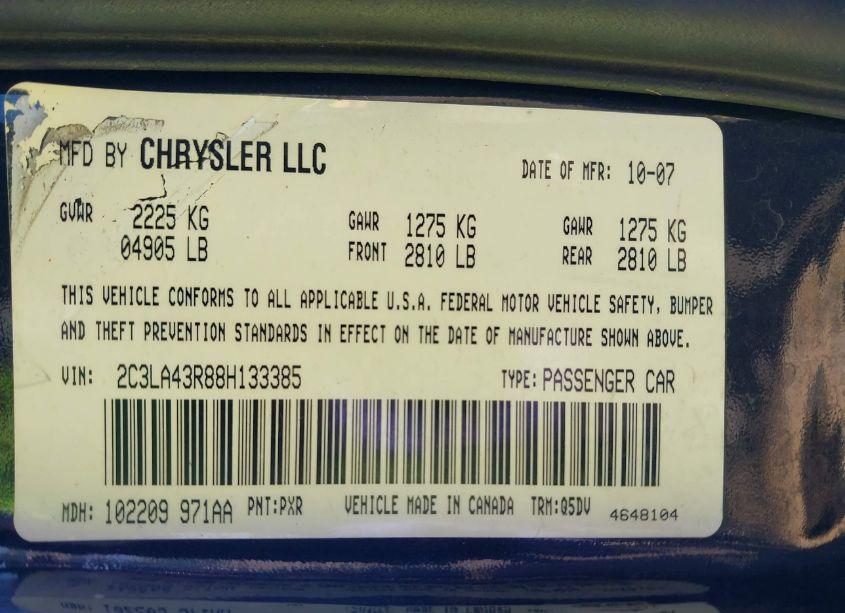 MFD BY CHRYSLER LLC DATE OF MFR: 10-07
GVWR 2225 KG GAWR 1275 KG GAWR 1275 KG
04905 LB FRONT 2810 LB REAR 2810 LB
THIS VEHICLE CONFORMS TO ALL APPLICABLE U.S.A. FEDERAL MOTOR VEHICLE SAFETY, BUMPER
AND THEFT PREVENTION STANDARDS IN EFFECT ON THE DATE OF MANUFACTURE SHOWN ABOVE.
VIN: 2C3LA43R88H133385 TYPE: PASSENGER CAR
MDH: 102209 971AA PNT:PXR VEHICLE MADE IN CANADA TRM:Q5DV 4648104